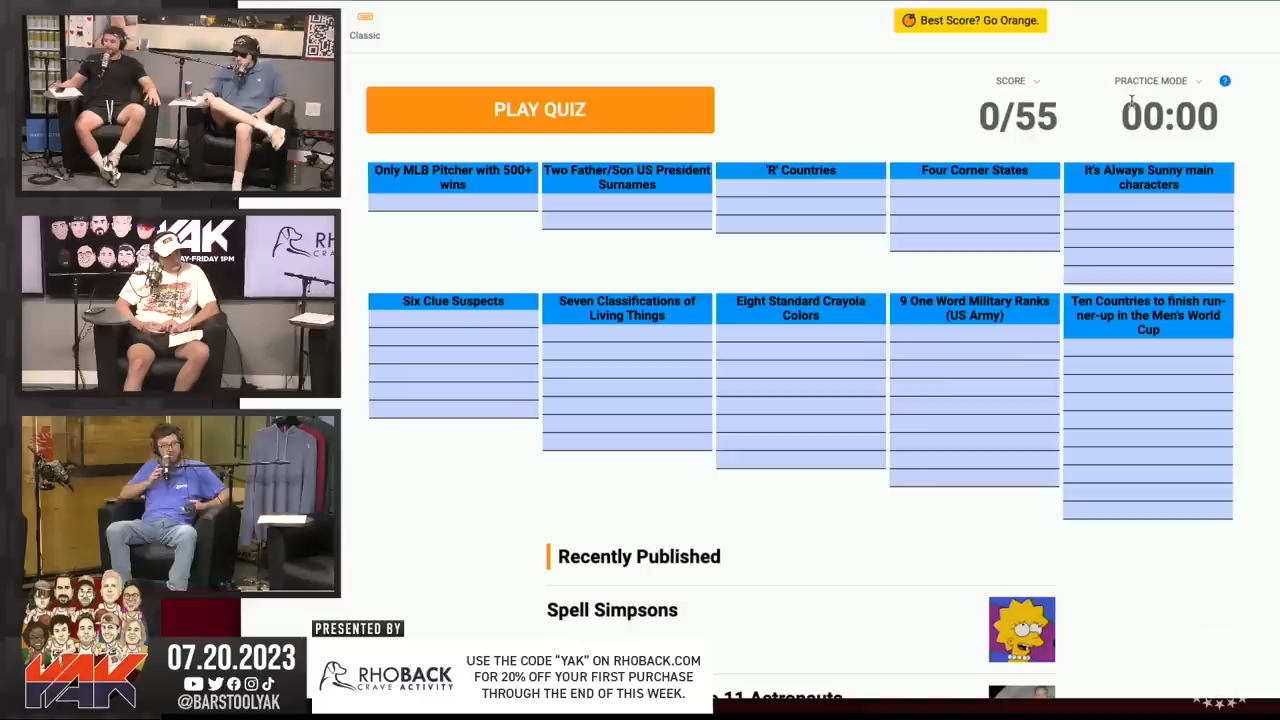 Classic
Best Score? Go Orange.
PLAY QUIZ
SCORE
0/55
PRACTICE MODE
?
00:00
Only MLB Pitcher with 500+
wins
Two Father/Son US President
Surnames
'R' Countries
Four Corner States
It's Always Sunny main
characters
Six Clue Suspects
Seven Classifications of
Living Things
Eight Standard Crayola
Colors
9 One Word Military Ranks
(US Army)
Ten Countries to finish run-
ner-up in the Men's World
Cup
YAK
AY-FRIDAY 1PM
RH
CRA
Recently Published
Spell Simpsons
11 Astronauts
YAK
07.20.2023
@BARSTOOLYAK
PRESENTED BY
RHOBACK
CRAVE ACTIVITY
USE THE CODE “YAK” ON RHOBACK.COM
FOR 20% OFF YOUR FIRST PURCHASE
THROUGH THE END OF THIS WEEK.